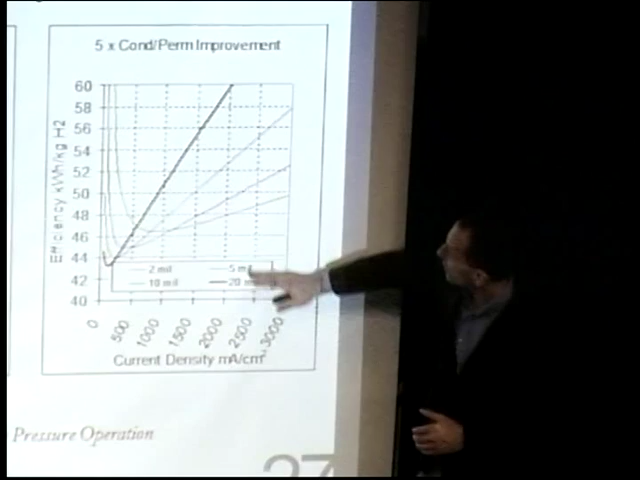 5 x Cond/Perm Improvement
60
58
56
54
52
50
48
46
44
42
40
Efficiency kWh/kg H2
2 mil
5 mil
10 mil
20
0
500
1000
1500
2000
2500
3000
Current Density mA/cm²
Pressure Operation
27